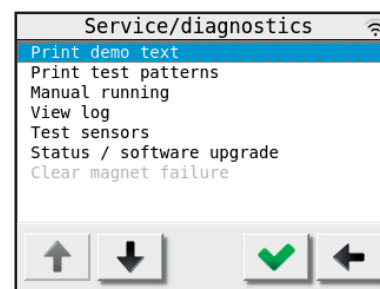 Service/diagnostics
Print demo text
Print test patterns
Manual running
View log
Test sensors
Status / software upgrade
Clear magnet failure